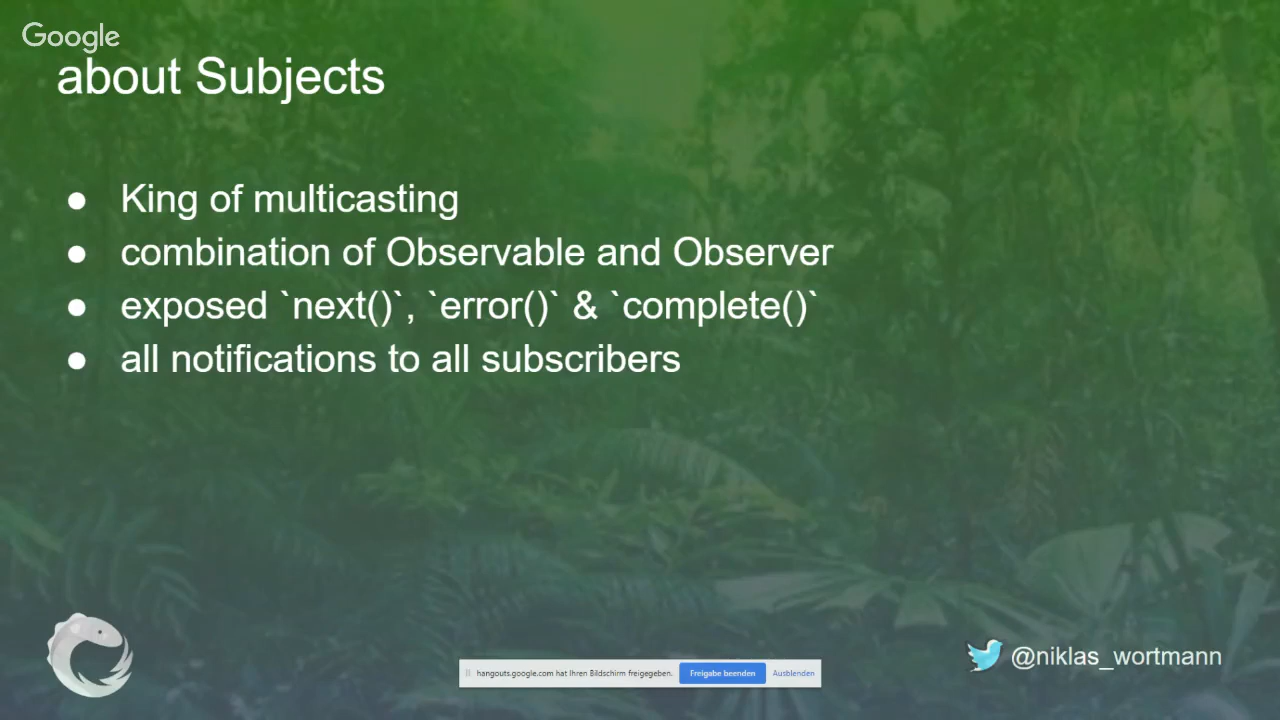 Google
about Subjects
● King of multicasting
● combination of Observable and Observer
● exposed `next()`, `error()` & `complete()`
● all notifications to all subscribers
@niklas_wortmann
hangouts.google.com hat Ihren Bildschirm freigegeben. Freigabe beenden Ausblenden